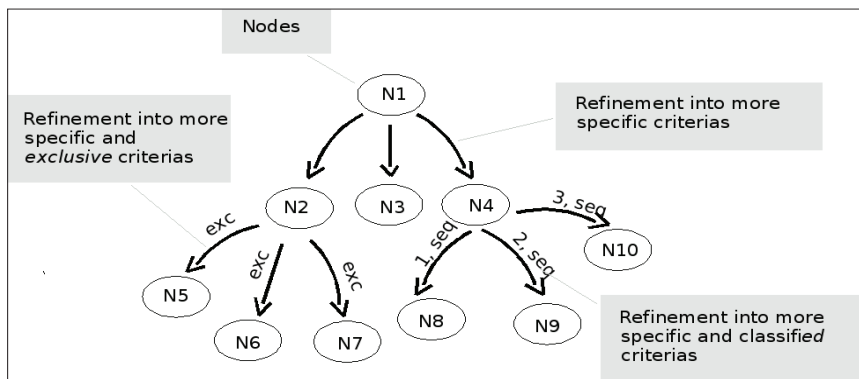 Nodes
N1
Refinement into more
specific criterias
Refinement into more
specific and
exclusive criterias
N2
N3
N4
3, seq
exc
exc
exc
1, seq
2, seq
N10
N5
N6
N7
N8
N9
Refinement into more
specific and classified
criterias